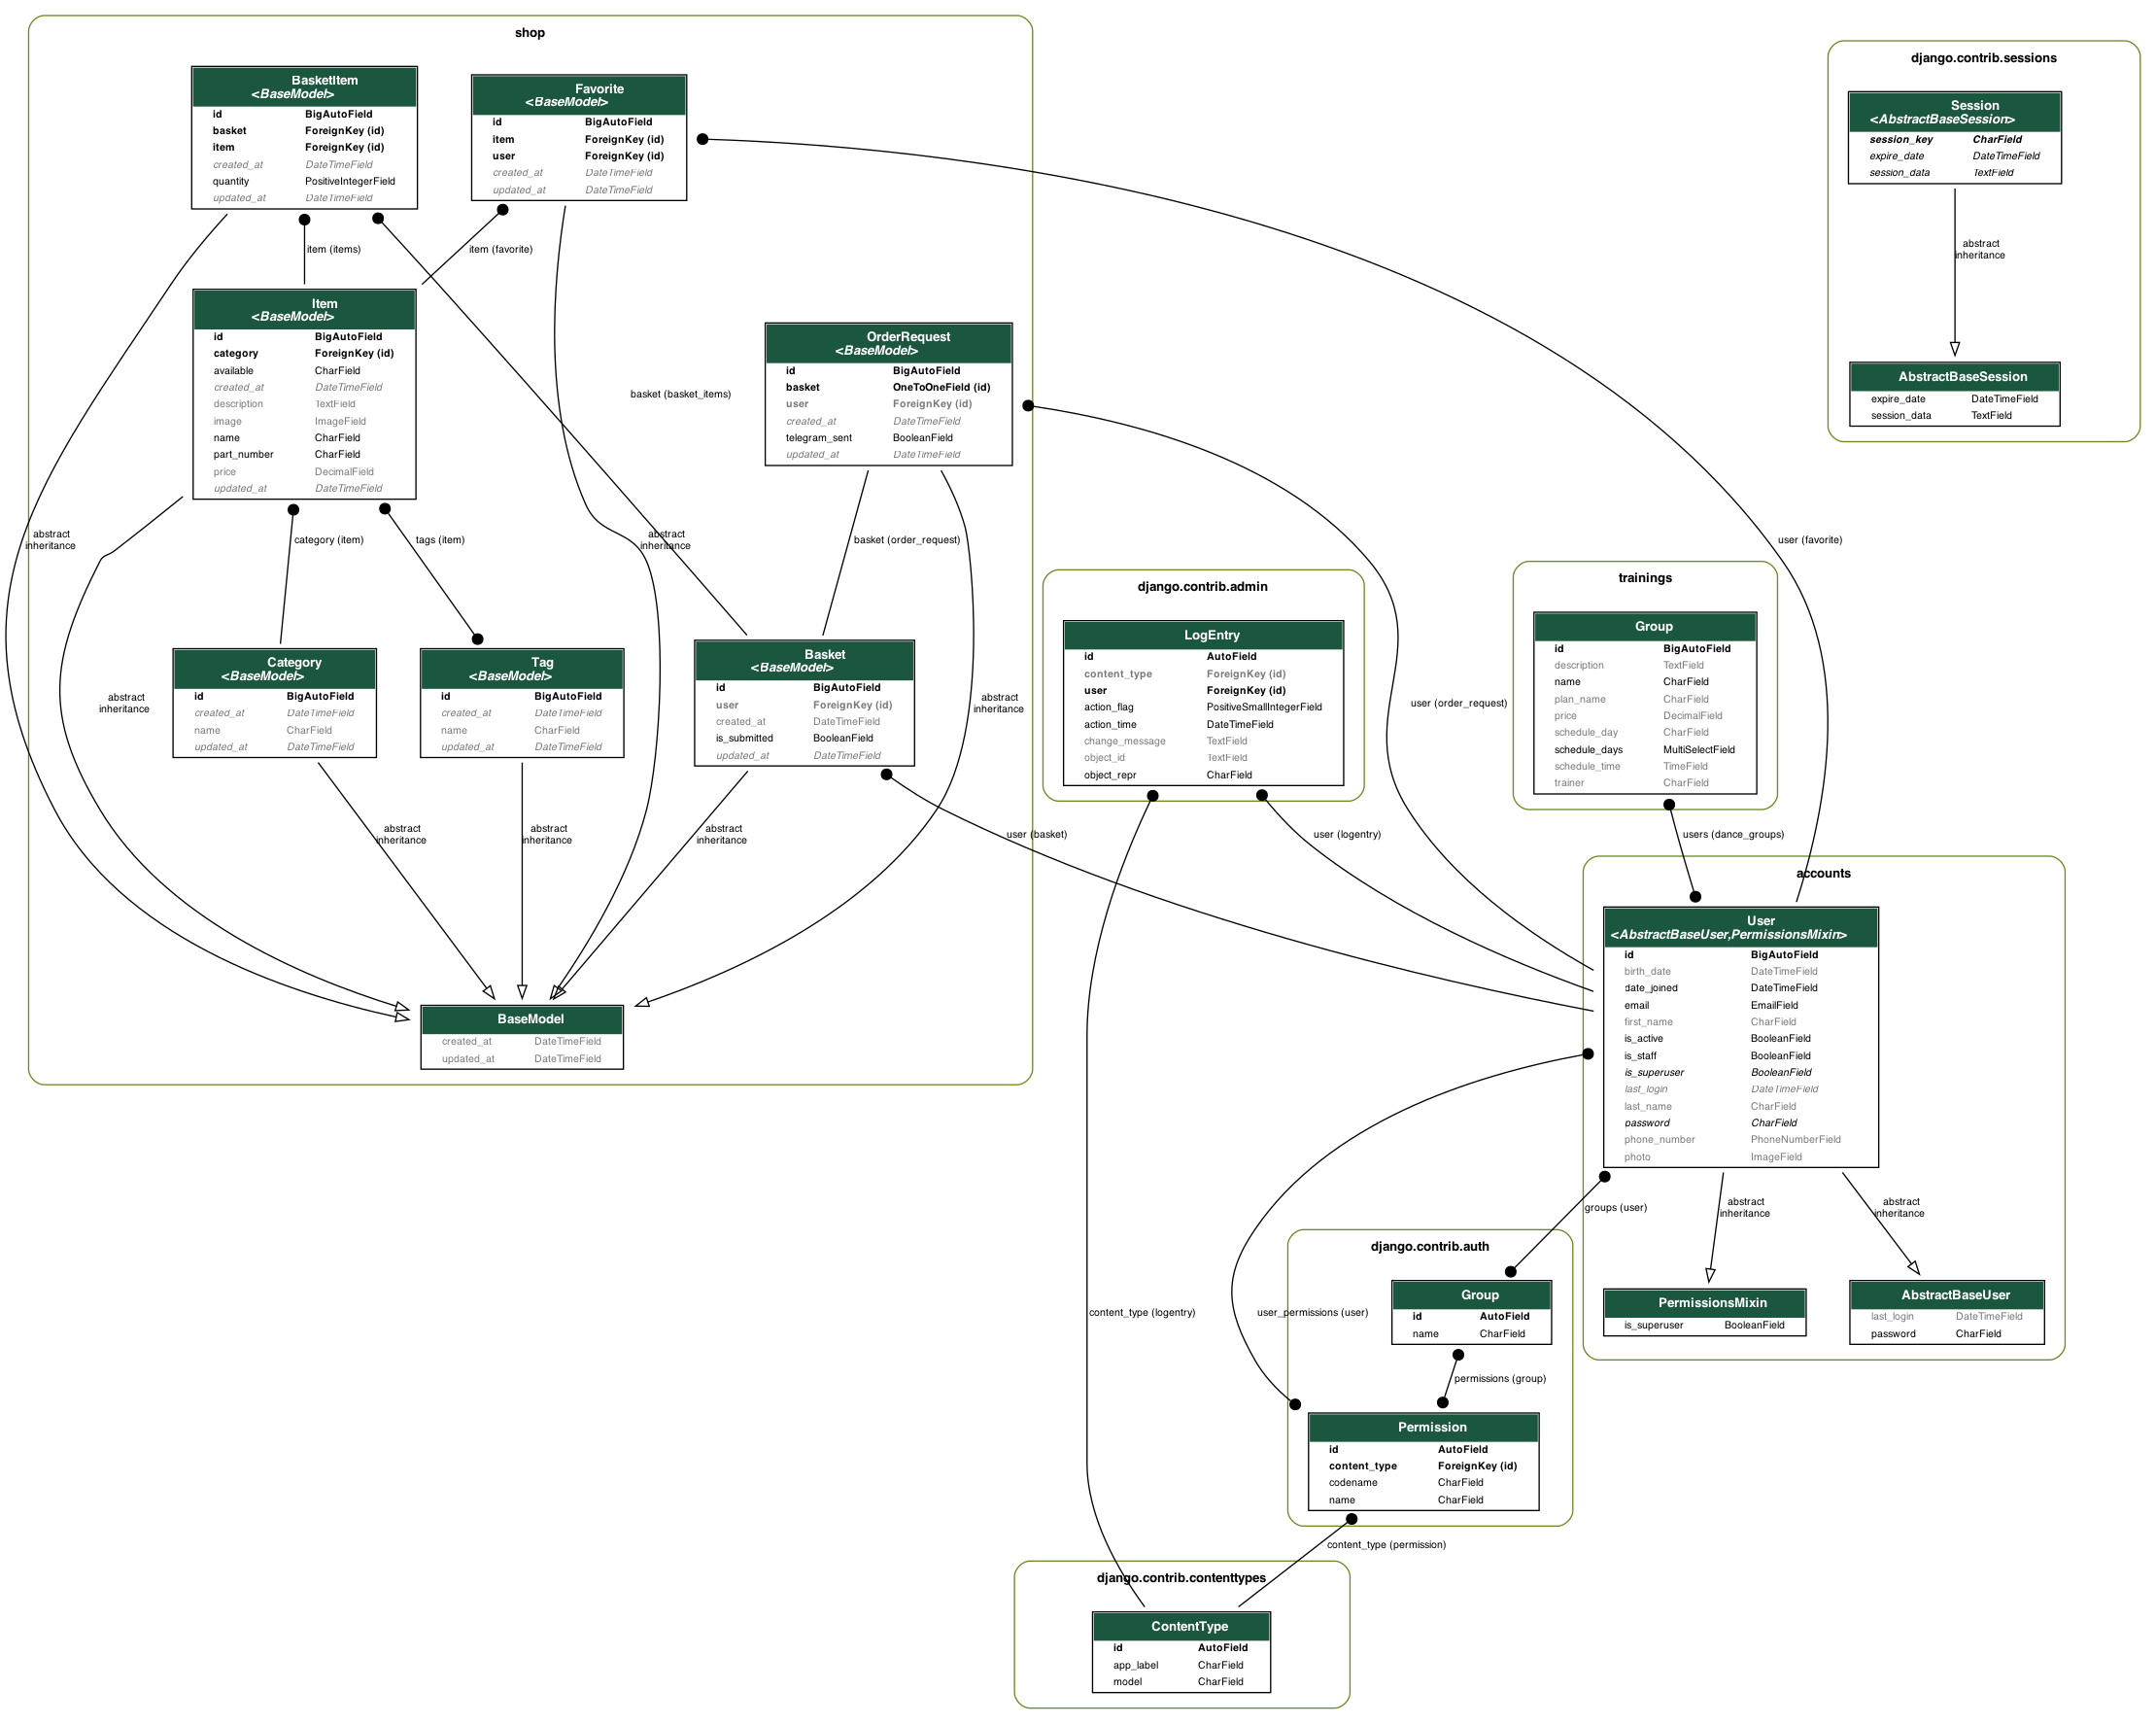 shop
BasketItem
<BaseModel>
id BigAutoField
basket ForeignKey (id)
item ForeignKey (id)
created_at DateTimeField
quantity PositiveIntegerField
updated_at DateTimeField
Favorite
<BaseModel>
id BigAutoField
item ForeignKey (id)
user ForeignKey (id)
created_at DateTimeField
updated_at DateTimeField
item (items)
item (favorite)
Item
<BaseModel>
id BigAutoField
category ForeignKey (id)
available CharField
created_at DateTimeField
description TextField
image ImageField
name CharField
part_number CharField
price DecimalField
updated_at DateTimeField
OrderRequest
<BaseModel>
id BigAutoField
basket OneToOneField (id)
user ForeignKey (id)
created_at DateTimeField
telegram_sent BooleanField
updated_at DateTimeField
basket (basket_items)
abstract
inheritance
category (item)
tags (item)
abstract
inheritance
basket (order_request)
Category
<BaseModel>
id BigAutoField
created_at DateTimeField
name CharField
updated_at DateTimeField
Tag
<BaseModel>
id BigAutoField
created_at DateTimeField
name CharField
updated_at DateTimeField
Basket
<BaseModel>
id BigAutoField
user ForeignKey (id)
created_at DateTimeField
is_submitted BooleanField
updated_at DateTimeField
abstract
inheritance
abstract
inheritance
abstract
inheritance
abstract
inheritance
abstract
inheritance
user (basket)
BaseModel
created_at DateTimeField
updated_at DateTimeField
django.contrib.sessions
Session
<AbstractBaseSession>
session_key CharField
expire_date DateTimeField
session_data TextField
abstract
inheritance
AbstractBaseSession
expire_date DateTimeField
session_data TextField
user (favorite)
django.contrib.admin
LogEntry
id AutoField
content_type ForeignKey (id)
user ForeignKey (id)
action_flag PositiveSmallIntegerField
action_time DateTimeField
change_message TextField
object_id TextField
object_repr CharField
user (order_request)
user (logentry)
trainings
Group
id BigAutoField
description TextField
name CharField
plan_name CharField
price DecimalField
schedule_day CharField
schedule_days MultiSelectField
schedule_time TimeField
trainer CharField
users (dance_groups)
accounts
User
<AbstractBaseUser,PermissionsMixin>
id BigAutoField
birth_date DateTimeField
date_joined DateTimeField
email EmailField
first_name CharField
is_active BooleanField
is_staff BooleanField
is_superuser BooleanField
last_login DateTimeField
last_name CharField
password CharField
phone_number PhoneNumberField
photo ImageField
groups (user)
abstract
inheritance
abstract
inheritance
PermissionsMixin
is_superuser BooleanField
AbstractBaseUser
last_login DateTimeField
password CharField
django.contrib.auth
Group
id AutoField
name CharField
content_type (logentry)
user_permissions (user)
permissions (group)
Permission
id AutoField
content_type ForeignKey (id)
codename CharField
name CharField
content_type (permission)
django.contrib.contenttypes
ContentType
id AutoField
app_label CharField
model CharField